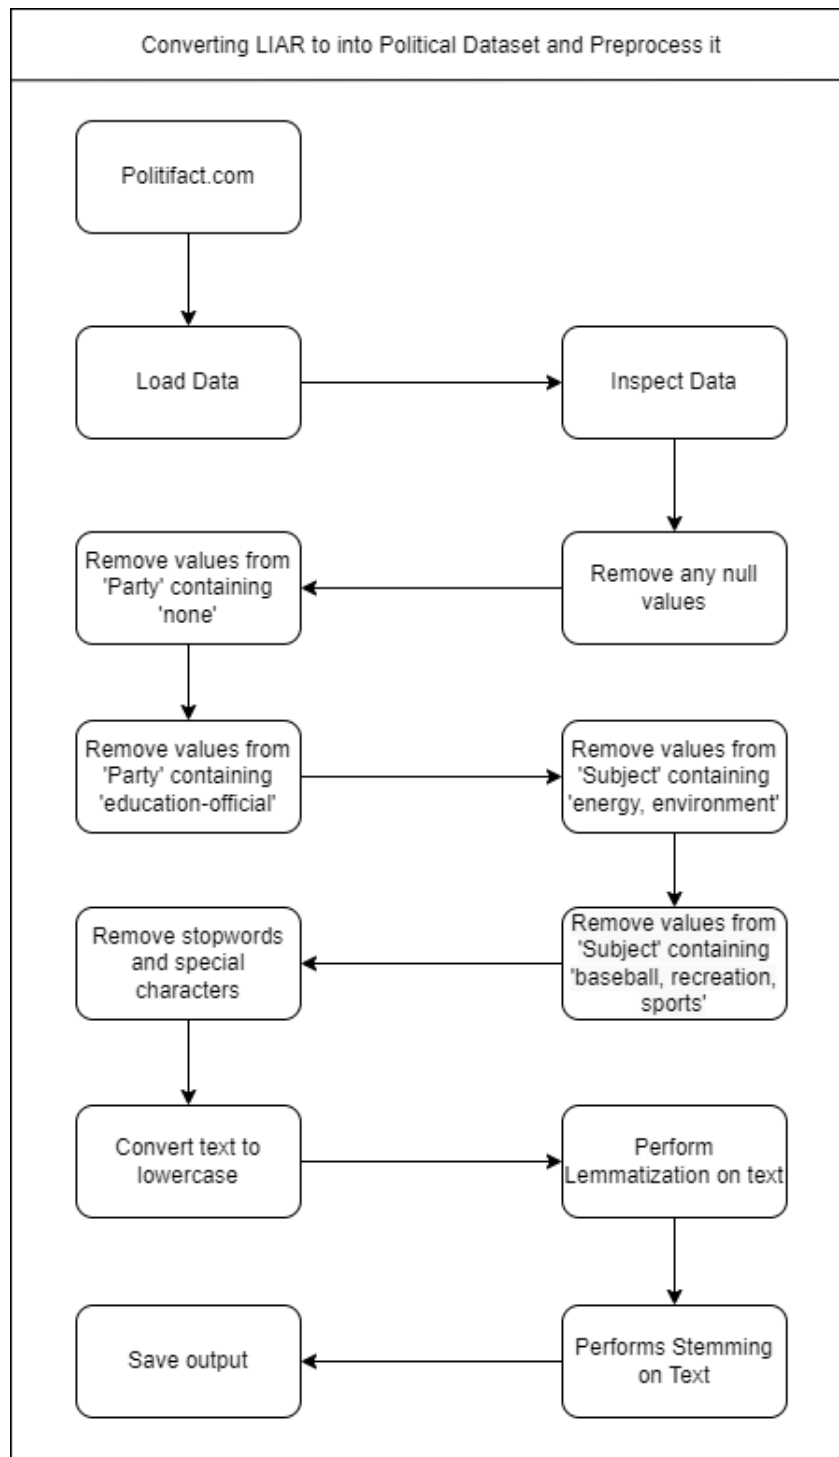 Converting LIAR to into Political Dataset and Preprocess it
Politifact.com
Load Data
Inspect Data
Remove any null
values
Remove values from
'Party' containing
'none'
Remove values from
'Party' containing
'education-official'
Remove values from
'Subject' containing
'energy, environment'
Remove values from
'Subject' containing
'baseball, recreation,
sports'
Remove stopwords
and special
characters
Convert text to
lowercase
Perform
Lemmatization on text
Performs Stemming
on Text
Save output